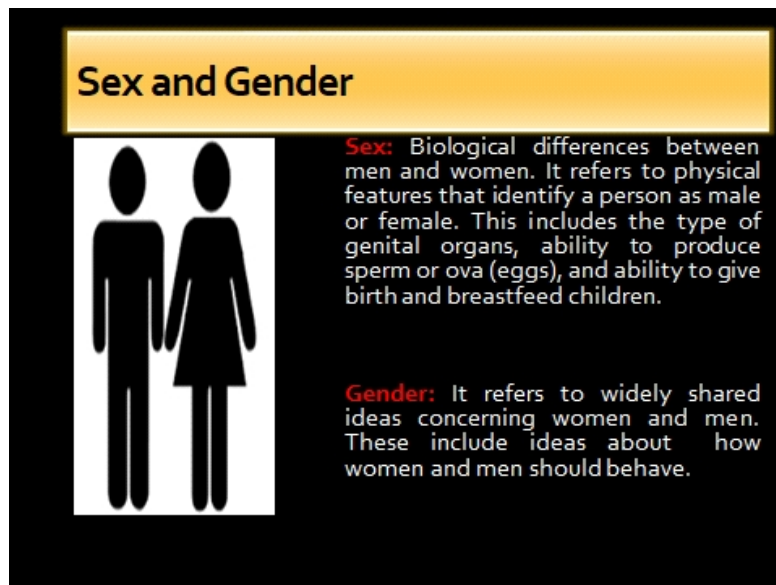 Sex and Gender
Sex: Biological differences between
men and women. It refers to physical
features that identify a person as male
or female. This includes the type of
genital organs, ability to produce
sperm or ova (eggs), and ability to give
birth and breastfeed children.
Gender: It refers to widely shared
ideas concerning women and men.
These include ideas about how
women and men should behave.